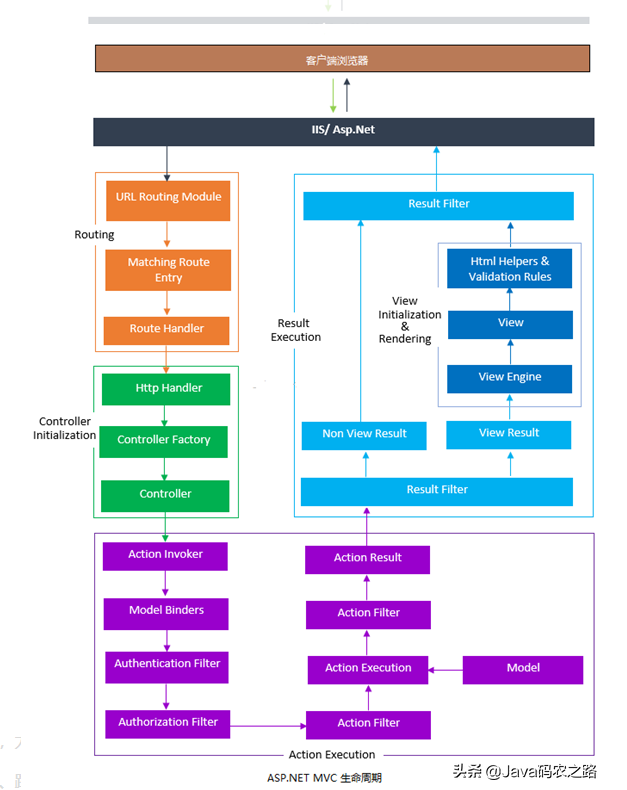 客户端浏览器
IIS/ Asp.Net
URL Routing Module
Routing
Matching Route
Entry
Route Handler
Http Handler
Controller
Initialization
Controller Factory
Controller
Result Filter
Html Helpers &
Validation Rules
View
Initialization
&
Rendering
View
View Engine
Result
Execution
Non View Result
View Result
Result Filter
Action Invoker
Model Binders
Authentication Filter
Authorization Filter
Action Result
Action Filter
Action Execution
Model
Action Filter
Action Execution
ASP.NET MVC 生命周期
头条 @Java码农之路